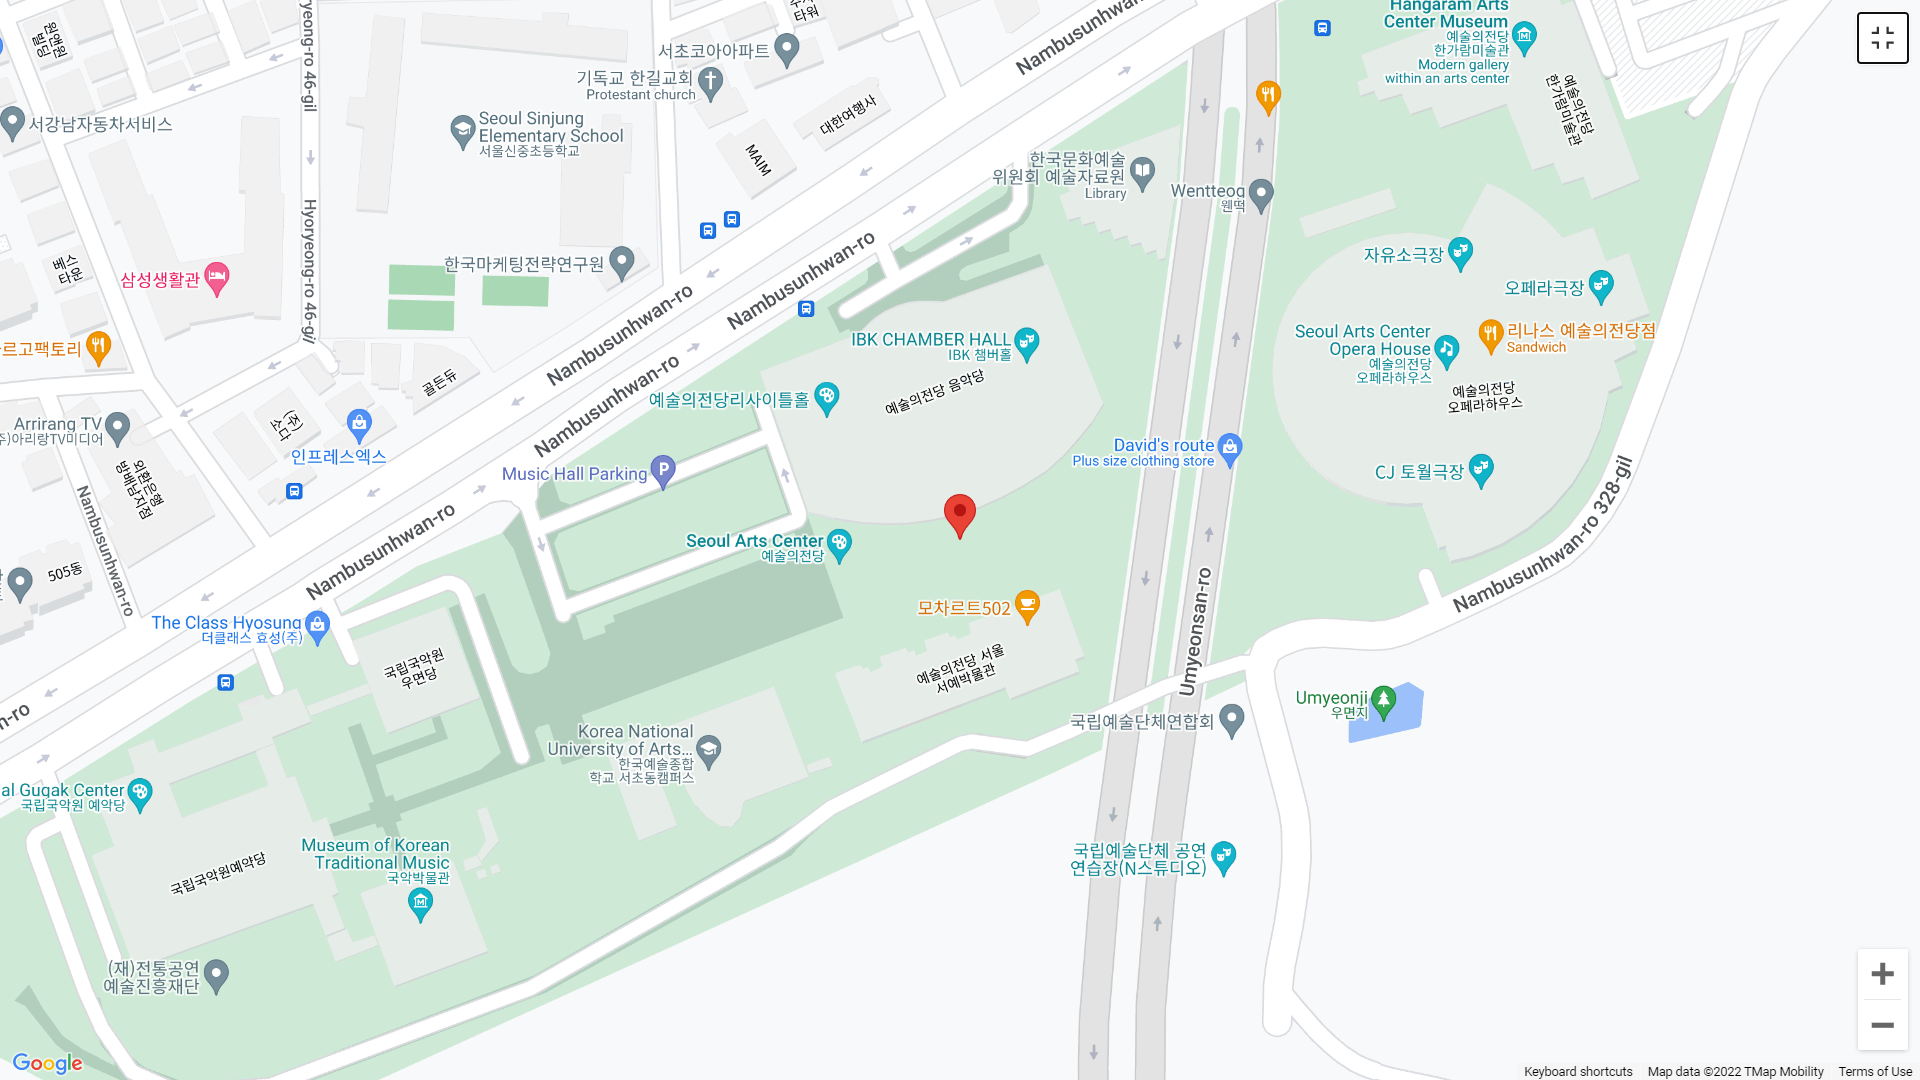 Hangaram Arts
Center Museum
예술의전당
한가람미술관
Modern gallery
within an arts center
원앤원
빌딩
타워
서초코아아파트
Nambusunhwan-ro
기독교 한길교회
Protestant church
대한여행사
서강남자동차서비스
Seoul Sinjung
Elementary School
서울신중초등학교
MAIM
예술의전당
한가람미술관
한국문화예술
위원회 예술자료원
Library
Wentteoq
웬떡
Hyoryeong-ro 46-gil
베스
타운
삼성생활관
한국마케팅전략연구원
Nambusunhwan-ro
Nambusunhwan-ro
자유소극장
오페라극장
IBK CHAMBER HALL
IBK 챔버홀
Seoul Arts Center
Opera House
예술의전당
오페라하우스
리나스 예술의전당점
Sandwich
르고팩토리
골든듀
예술의전당 음악당
예술의전당리사이틀홀
예술의전당
오페라하우스
Arrirang TV
아리랑TV미디어
(주)
소다
인프레스엑스
Nambusunhwan-ro
David's route
Plus size clothing store
CJ 토월극장
외환은행
방배남지점
Music Hall Parking
P
Nambusunhwan-ro
Nambusunhwan-ro
Seoul Arts Center
예술의전당
505동
Nambusunhwan-ro 328-gil
The Class Hyosung
더클래스 효성(주)
모차르트502
Umyeonsan-ro
국립국악원
우면당
예술의전당 서울
서예박물관
n-ro
Umyeonji
우면지
국립예술단체연합회
Korea National
University of Arts...
한국예술종합
학교 서초동캠퍼스
al Gugak Center
국립국악원 예악당
Museum of Korean
Traditional Music
국악박물관
국립국악원예악당
국립예술단체 공연
연습장(N스튜디오)
(재)전통공연
예술진흥재단
Google
Keyboard shortcuts
Map data ©2022 TMap Mobility
Terms of Use